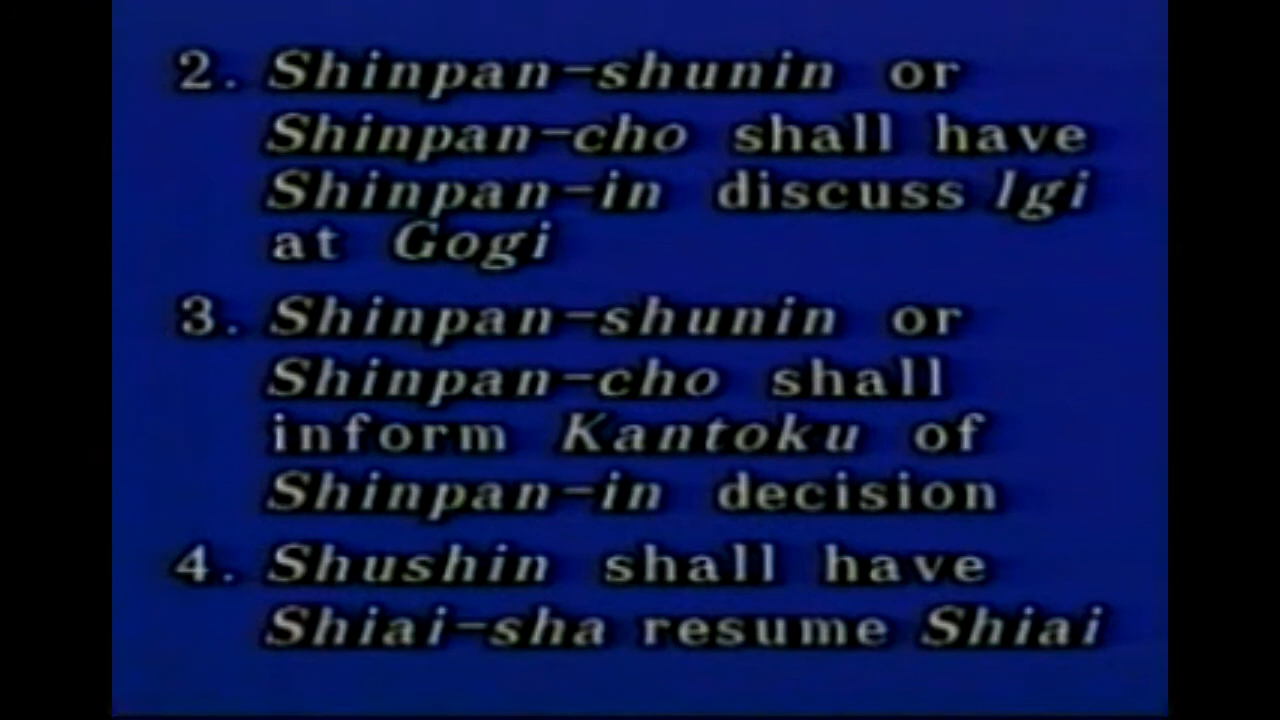 2. Shinpan-shunin or
Shinpan-cho shall have
Shinpan-in discuss Igi
at Gogi
3. Shinpan-shunin or
Shinpan-cho shall
inform Kantoku of
Shinpan-in decision
4. Shushin shall have
Shiai-sha resume Shiai